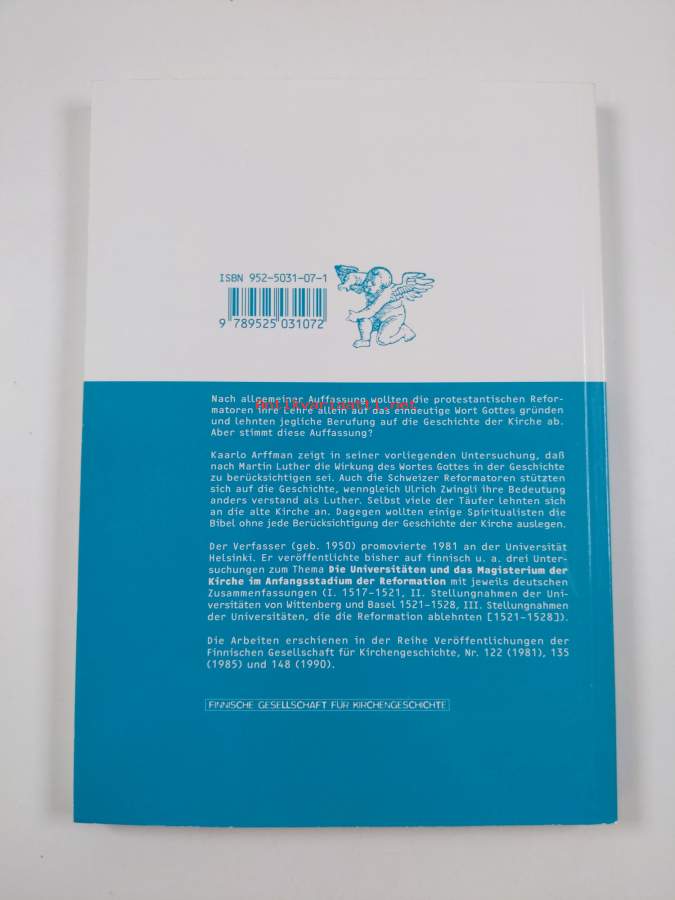 ISBN 952-5031-07-1
9 789525 031072
Nach allgemeiner Auffassung wollten die protestantischen Refor-
antikvariaatti.net
matoren ihre Lehre allein auf das eindeutige Wort Gottes gründen
und lehnten jegliche Berufung auf die Geschichte der Kirche ab.
Aber stimmt diese Auffassung?
Kaarlo Arffman zeigt in seiner vorliegenden Untersuchung, daß
nach Martin Luther die Wirkung des Wortes Gottes in der Geschichte
zu berücksichtigen sei. Auch die Schweizer Reformatoren stützten
sich auf die Geschichte, wenngleich Ulrich Zwingli ihre Bedeutung
anders verstand als Luther. Selbst viele der Täufer lehnten sich
an die alte Kirche an. Dagegen wollten einige Spiritualisten die
Bibel ohne jede Berücksichtigung der Geschichte der Kirche auslegen.
Der Verfasser (geb. 1950) promovierte 1981 an der Universität
Helsinki. Er veröffentlichte bisher auf finnisch u. a. drei Unter-
suchungen zum Thema Die Universitäten und das Magisterium der
Kirche im Anfangsstadium der Reformation mit jeweils deutschen
Zusammenfassungen (I. 1517-1521, II. Stellungnahmen der Uni-
versitäten von Wittenberg und Basel 1521-1528, III. Stellungnahmen
der Universitäten, die die Reformation ablehnten [1521-1528]).
Die Arbeiten erschienen in der Reihe Veröffentlichungen der
Finnischen Gesellschaft für Kirchengeschichte, Nr. 122 (1981), 135
(1985) und 148 (1990).
FINNISCHE GESELLSCHAFT FÜR KIRCHENGESCHICHTE